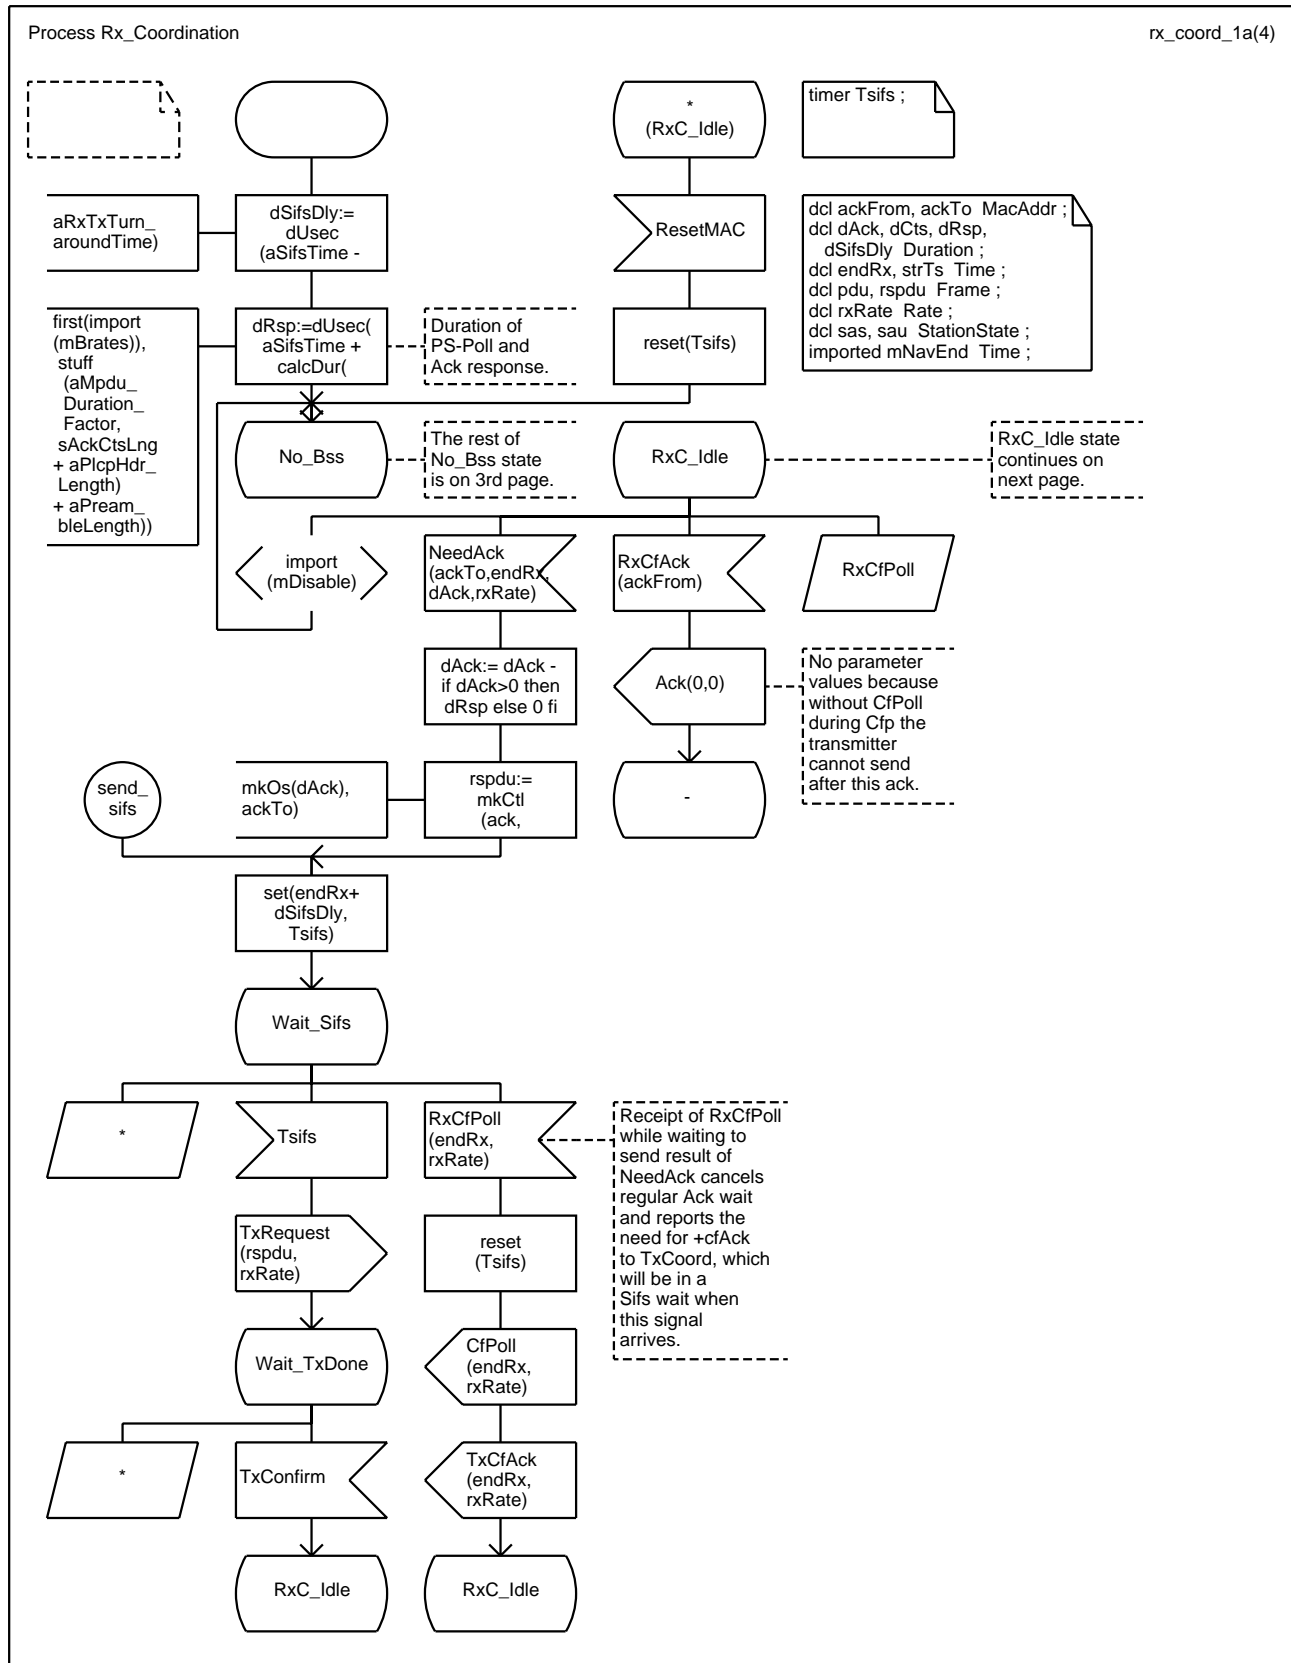 Process Rx_Coordination
rx_coord_1a(4)
*
(RxC_Idle)
timer Tsifs ;
aRxTxTurn_
aroundTime)
dSifsDly:=
dUsec
(aSifsTime -
ResetMAC
dcl ackFrom, ackTo MacAddr ;
dcl dAck, dCts, dRsp,
dSifsDly Duration ;
dcl endRx, strTs Time ;
dcl pdu, rspdu Frame ;
dcl rxRate Rate ;
dcl sas, sau StationState ;
imported mNavEnd Time ;
first(import
(mBrates)),
stuff
(aMpdu_
Duration_
Factor,
sAckCtsLng
+ aPlcpHdr_
Length)
+ aPream_
bleLength))
dRsp:=dUsec(
aSifsTime +
calcDur(
Duration of
PS-Poll and
Ack response.
reset(Tsifs)
No_Bss
The rest of
No_Bss state
is on 3rd page.
RxC_Idle
RxC_Idle state
continues on
next page.
import
(mDisable)
NeedAck
(ackTo,endRx,
dAck,rxRate)
RxCfAck
(ackFrom)
RxCfPoll
dAck:= dAck -
if dAck>0 then
dRsp else 0 fi
Ack(0,0)
No parameter
values because
without CfPoll
during Cfp the
transmitter
cannot send
after this ack.
send_
sifs
mkOs(dAck),
ackTo)
rspdu:=
mkCtl
(ack,
-
set(endRx+
dSifsDly,
Tsifs)
Wait_Sifs
*
Tsifs
RxCfPoll
(endRx,
rxRate)
Receipt of RxCfPoll
while waiting to
send result of
NeedAck cancels
regular Ack wait
and reports the
need for +cfAck
to TxCoord, which
will be in a
Sifs wait when
this signal
arrives.
TxRequest
(rspdu,
rxRate)
reset
(Tsifs)
Wait_TxDone
CfPoll
(endRx,
rxRate)
*
TxConfirm
TxCfAck
(endRx,
rxRate)
RxC_Idle
RxC_Idle